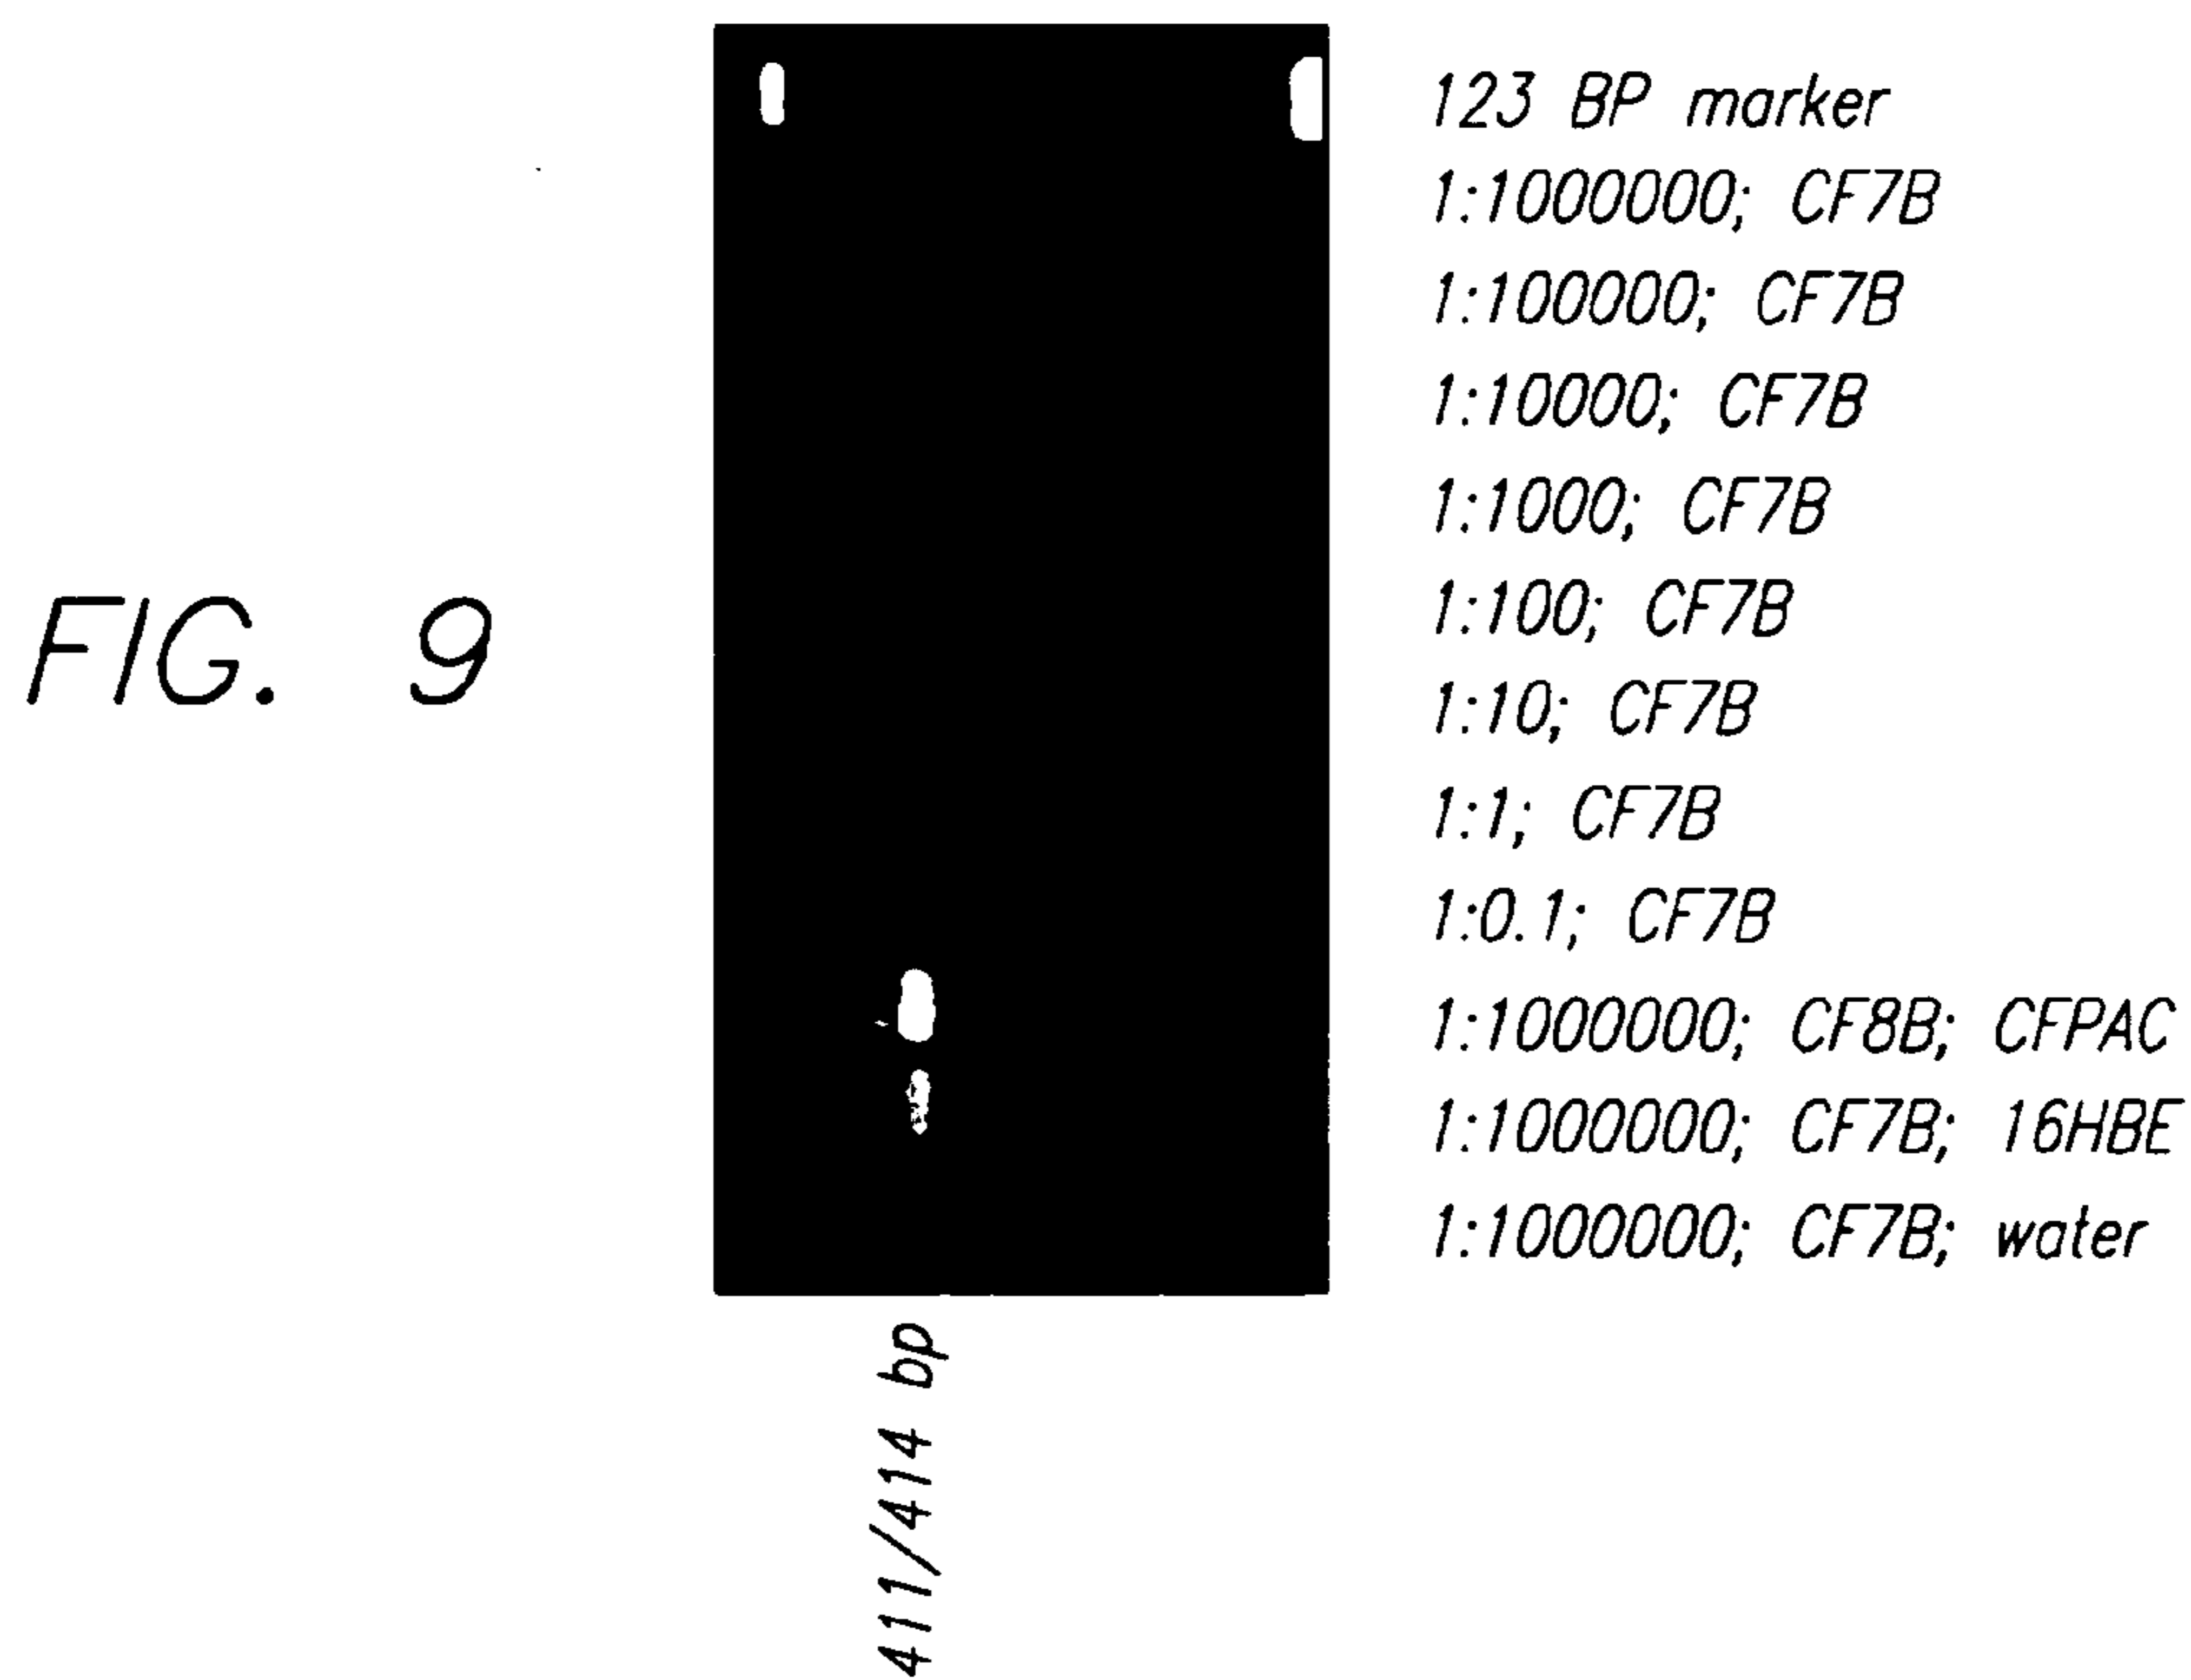 FIG. 9
123 BP marker
1:1000000; CF7B
1:100000; CF7B
1:10000; CF7B
1:1000; CF7B
1:100; CF7B
1:10; CF7B
1:1; CF7B
1:0.1; CF7B
1:1000000; CF8B; CFPAC
1:1000000; CF7B; 16HBE
1:1000000; CF7B; water
411/414 bp